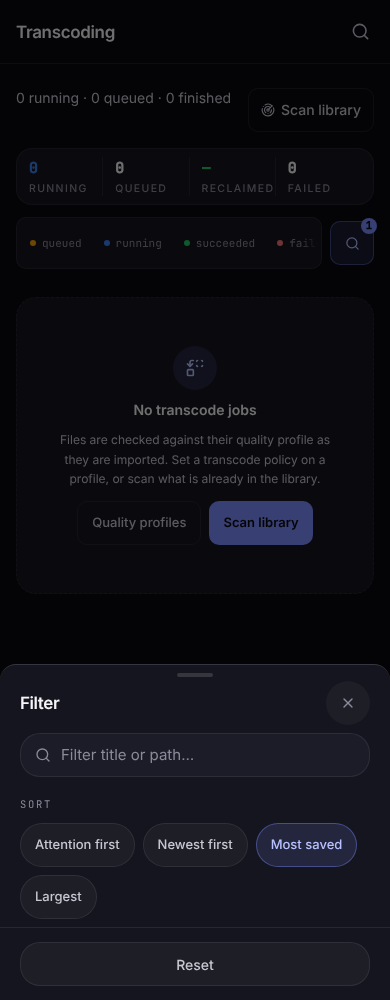 Transcoding
0 running · 0 queued · 0 finished
Scan library
0
RUNNING
0
QUEUED
—
RECLAIMED
0
FAILED
queued
running
succeeded
fail
1
No transcode jobs
Files are checked against their quality profile as
they are imported. Set a transcode policy on a
profile, or scan what is already in the library.
Quality profiles
Scan library
Filter
Filter title or path...
SORT
Attention first
Newest first
Most saved
Largest
Reset